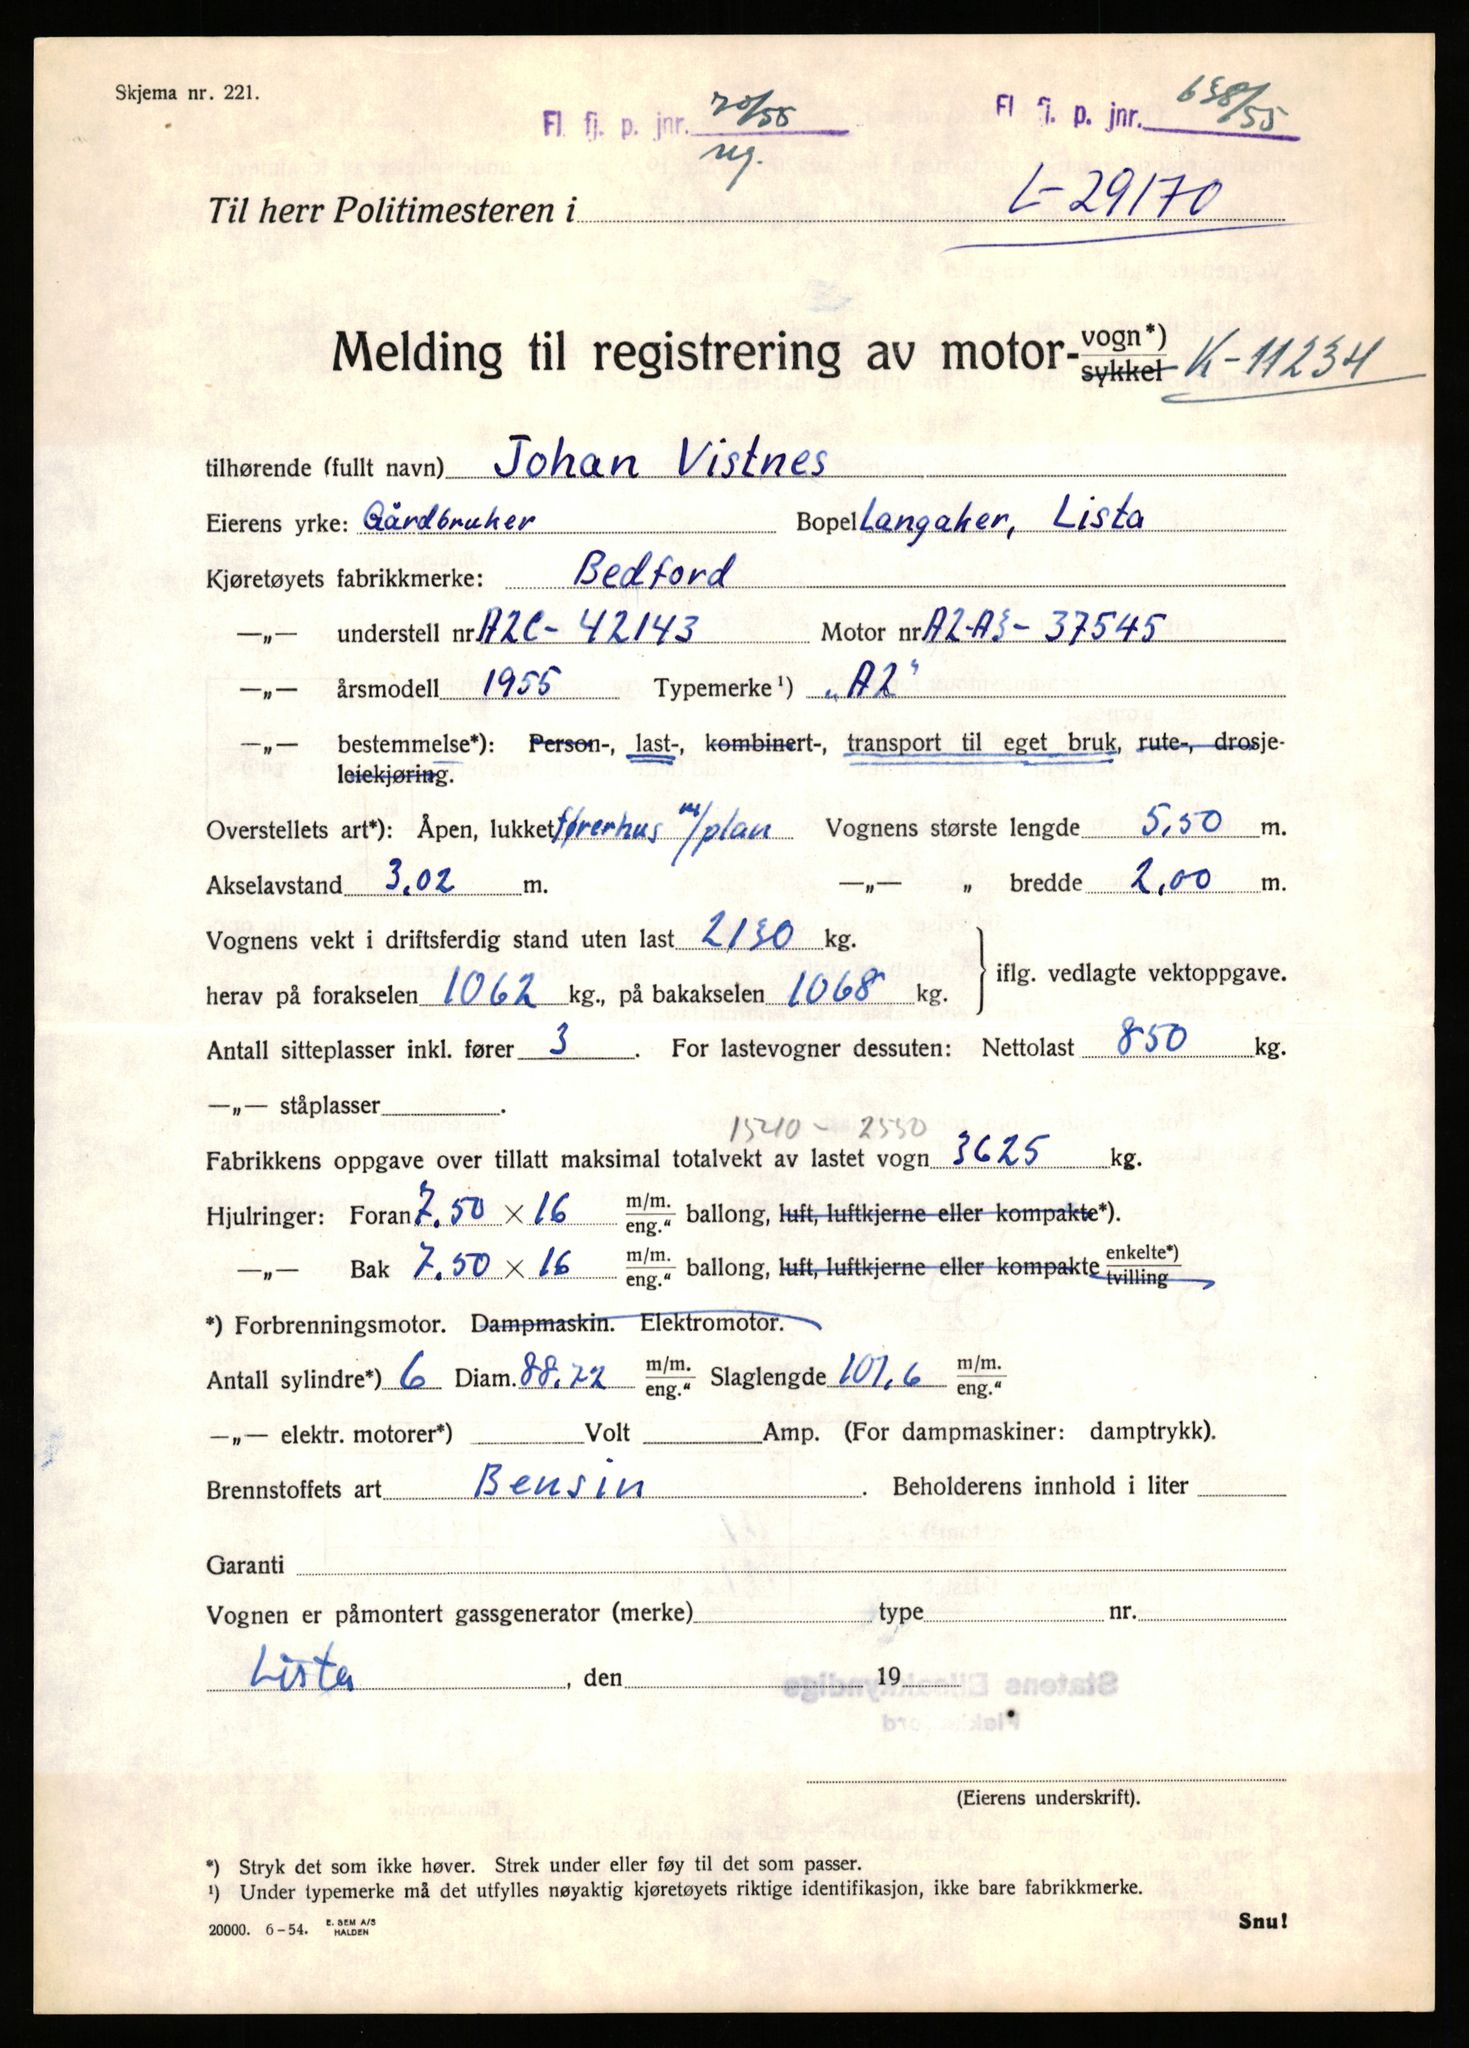 Skjema nr. 221.
Fl. fj. p. jnr. 70/55
Fl. fj. p. jnr. 638/55
reg.
Til herr Politimesteren i L-29170
Melding til registrering av motor- vogn*)
sykkel K-11234
tilhørende (fullt navn) Johan Vistnes
Eierens yrke: Gårdbruker Bopel Langaker, Lista
Kjøretøyets fabrikkmerke: Bedford
—„— understell nr A2C- 42143 Motor nr A2-A3- 37545
—„— årsmodell 1955 Typemerke ¹) „A2"
—„— bestemmelse*): Person-, last-, kombinert-, transport til eget bruk, rute-, drosje-
leiekjøring.
Overstellets art*): Åpen, lukket førerhus m/plan Vognens største lengde 5,50 m.
Akselavstand 3.02 m. —„— „ bredde 2,00 m.
Vognens vekt i driftsferdig stand uten last 2130 kg.
herav på forakselen 1062 kg., på bakakselen 1068 kg. iflg. vedlagte vektoppgave.
Antall sitteplasser inkl. fører 3. For lastevogner dessuten: Nettolast 850 kg.
—„— ståplasser .
1540 - 2550
Fabrikkens oppgave over tillatt maksimal totalvekt av lastet vogn 3625 kg.
Hjulringer: Foran 7.50 × 16 m/m. eng." ballong, luft, luftkjerne eller kompakte*).
—„— Bak 7.50 × 16 m/m. eng." ballong, luft, luftkjerne eller kompakte enkelte*) tvilling
*) Forbrenningsmotor. Dampmaskin. Elektromotor.
Antall sylindre*) 6 Diam. 88.22 m/m. eng." Slaglengde 101.6 m/m. eng."
—„— elektr. motorer*) Volt Amp. (For dampmaskiner: damptrykk).
Brennstoffets art Bensin. Beholderens innhold i liter
Garanti
Vognen er påmontert gassgenerator (merke) type nr.
Lista, den 19
Statens Bilsakkyndige
Flekkefjord
(Eierens underskrift).
*) Stryk det som ikke høver. Strek under eller føy til det som passer.
¹) Under typemerke må det utfylles nøyaktig kjøretøyets riktige identifikasjon, ikke bare fabrikkmerke.
20000. 6-54. E. SEM A/S HALDEN
Snu!